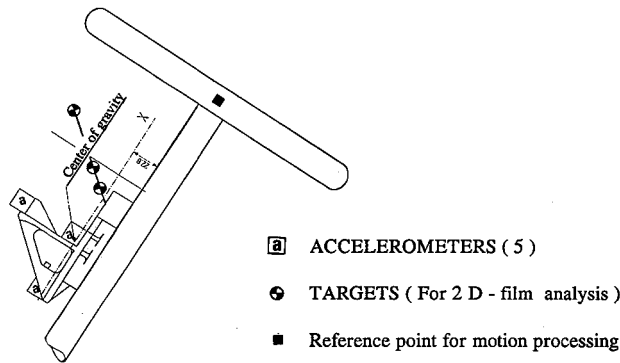 Center of gravity
X
a
a
a
a ACCELEROMETERS ( 5 )
TARGETS ( For 2 D - film analysis )
Reference point for motion processing